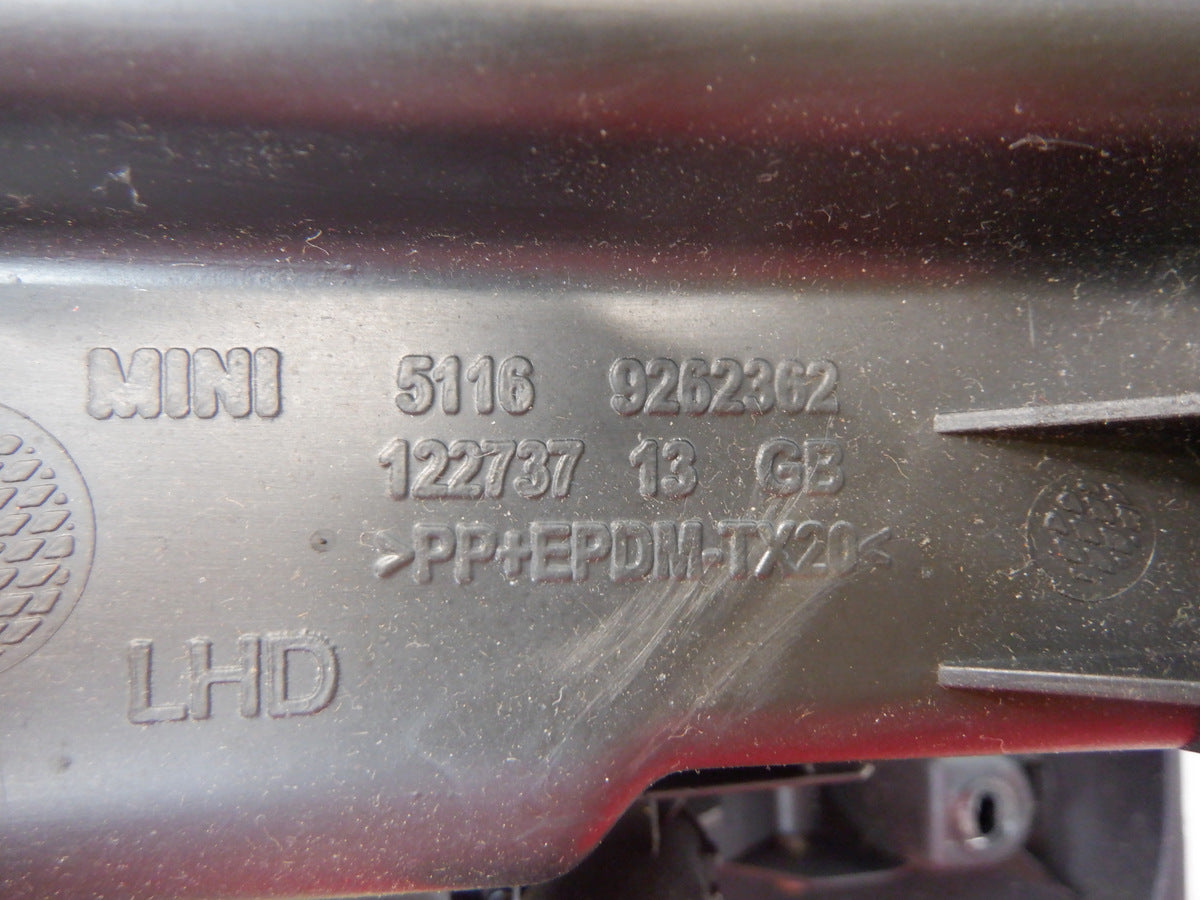 MINI 5116 9262362
122737 13 GB
>PP+EPDM-TX20<
LHD